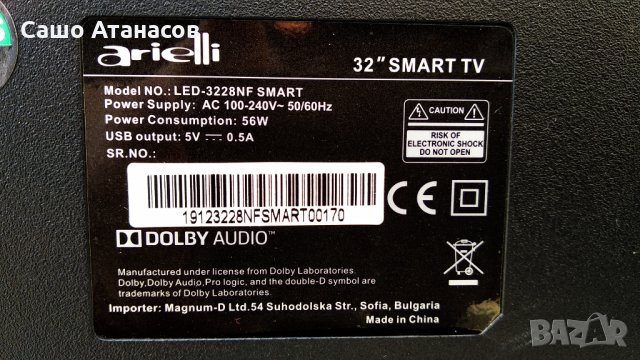 Сашо Атанасов
arielli
32" SMART TV
Model NO.: LED-3228NF SMART
Power Supply: AC 100-240V~ 50/60Hz
Power Consumption: 56W
USB output: 5V ⎓ 0.5A
SR.NO.:
CAUTION
RISK OF
ELECTRONIC SHOCK
DO NOT OPEN
19123228NFSMART00170
CE
DOLBY AUDIO™
Manufactured under license from Dolby Laboratories.
Dolby,Dolby Audio,Pro logic, and the double-D symbol are
trademarks of Dolby Laboratories.
Importer: Magnum-D Ltd.54 Suhodolska Str., Sofia, Bulgaria
Made in China
BAZAR
bazar.bg